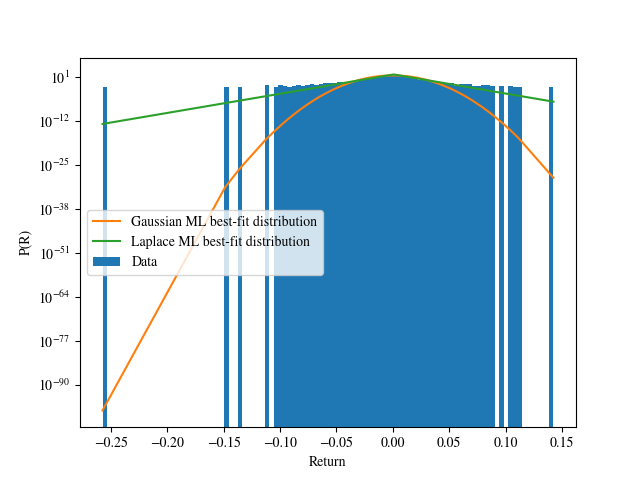 10^1
10^−12
10^−25
10^−38
10^−51
10^−64
10^−77
10^−90
P(R)
Gaussian ML best-fit distribution
Laplace ML best-fit distribution
Data
−0.25 −0.20 −0.15 −0.10 −0.05 0.00 0.05 0.10 0.15
Return